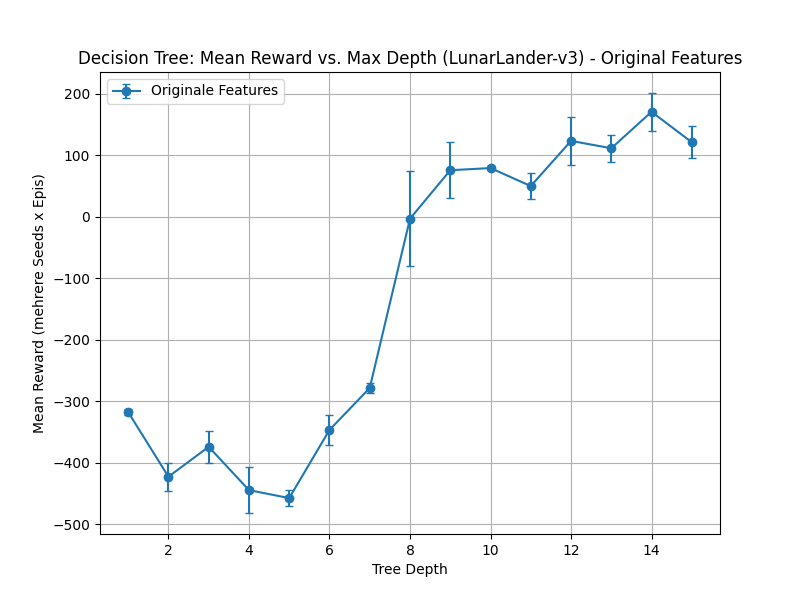 Decision Tree: Mean Reward vs. Max Depth (LunarLander-v3) - Original Features
Originale Features
Mean Reward (mehrere Seeds x Epis)
200
100
0
−100
−200
−300
−400
−500
2 4 6 8 10 12 14
Tree Depth